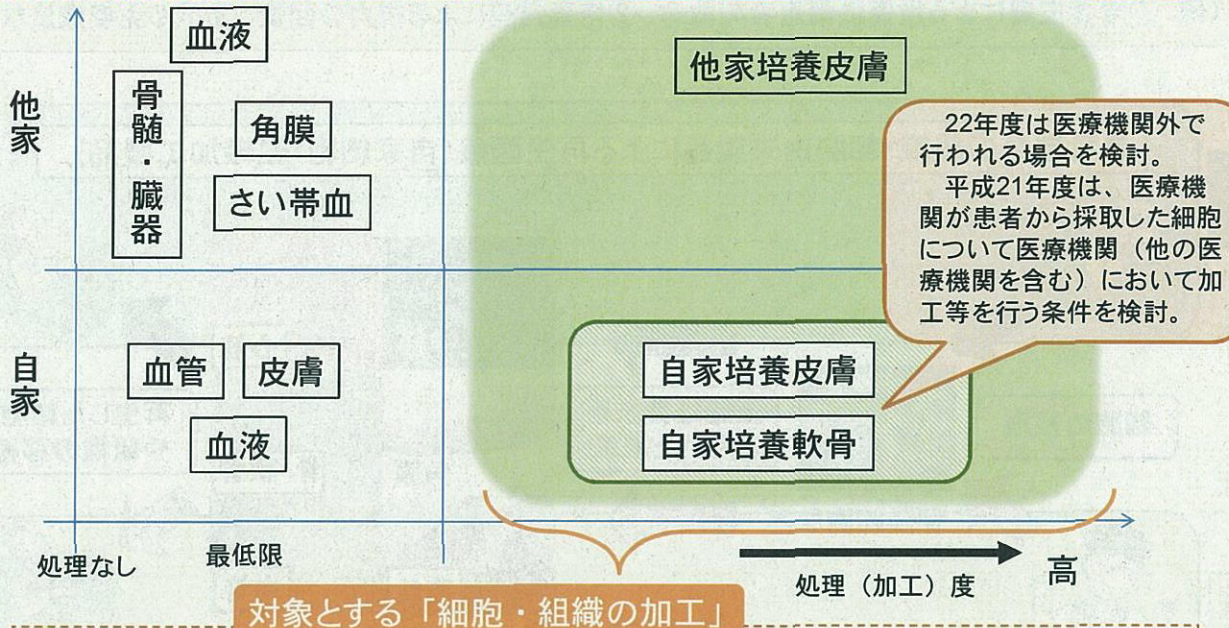 血液
骨髄・臓器
角膜
さい帯血
他家
他家培養皮膚
22年度は医療機関外で
行われる場合を検討。
平成21年度は、医療機
関が患者から採取した細胞
について医療機関（他の医
療機関を含む）において加
工等を行う条件を検討。
自家
血管
皮膚
血液
自家培養皮膚
自家培養軟骨
処理なし
最低限
処理（加工）度
高
対象とする「細胞・組織の加工」